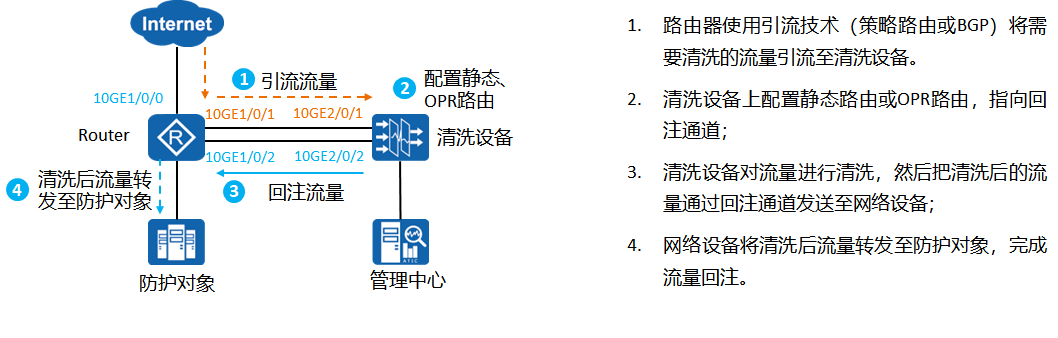 Internet
1 引流流量
2 配置静态、
OPR路由
10GE1/0/0
10GE1/0/1 10GE2/0/1
Router
清洗设备
10GE1/0/2 10GE2/0/2
4 清洗后流量转
发至防护对象
3 回注流量
ATIC
防护对象
管理中心
1. 路由器使用引流技术（策略路由或BGP）将需
要清洗的流量引流至清洗设备。
2. 清洗设备上配置静态路由或OPR路由，指向回
注通道；
3. 清洗设备对流量进行清洗，然后把清洗后的流
量通过回注通道发送至网络设备；
4. 网络设备将清洗后流量转发至防护对象，完成
流量回注。